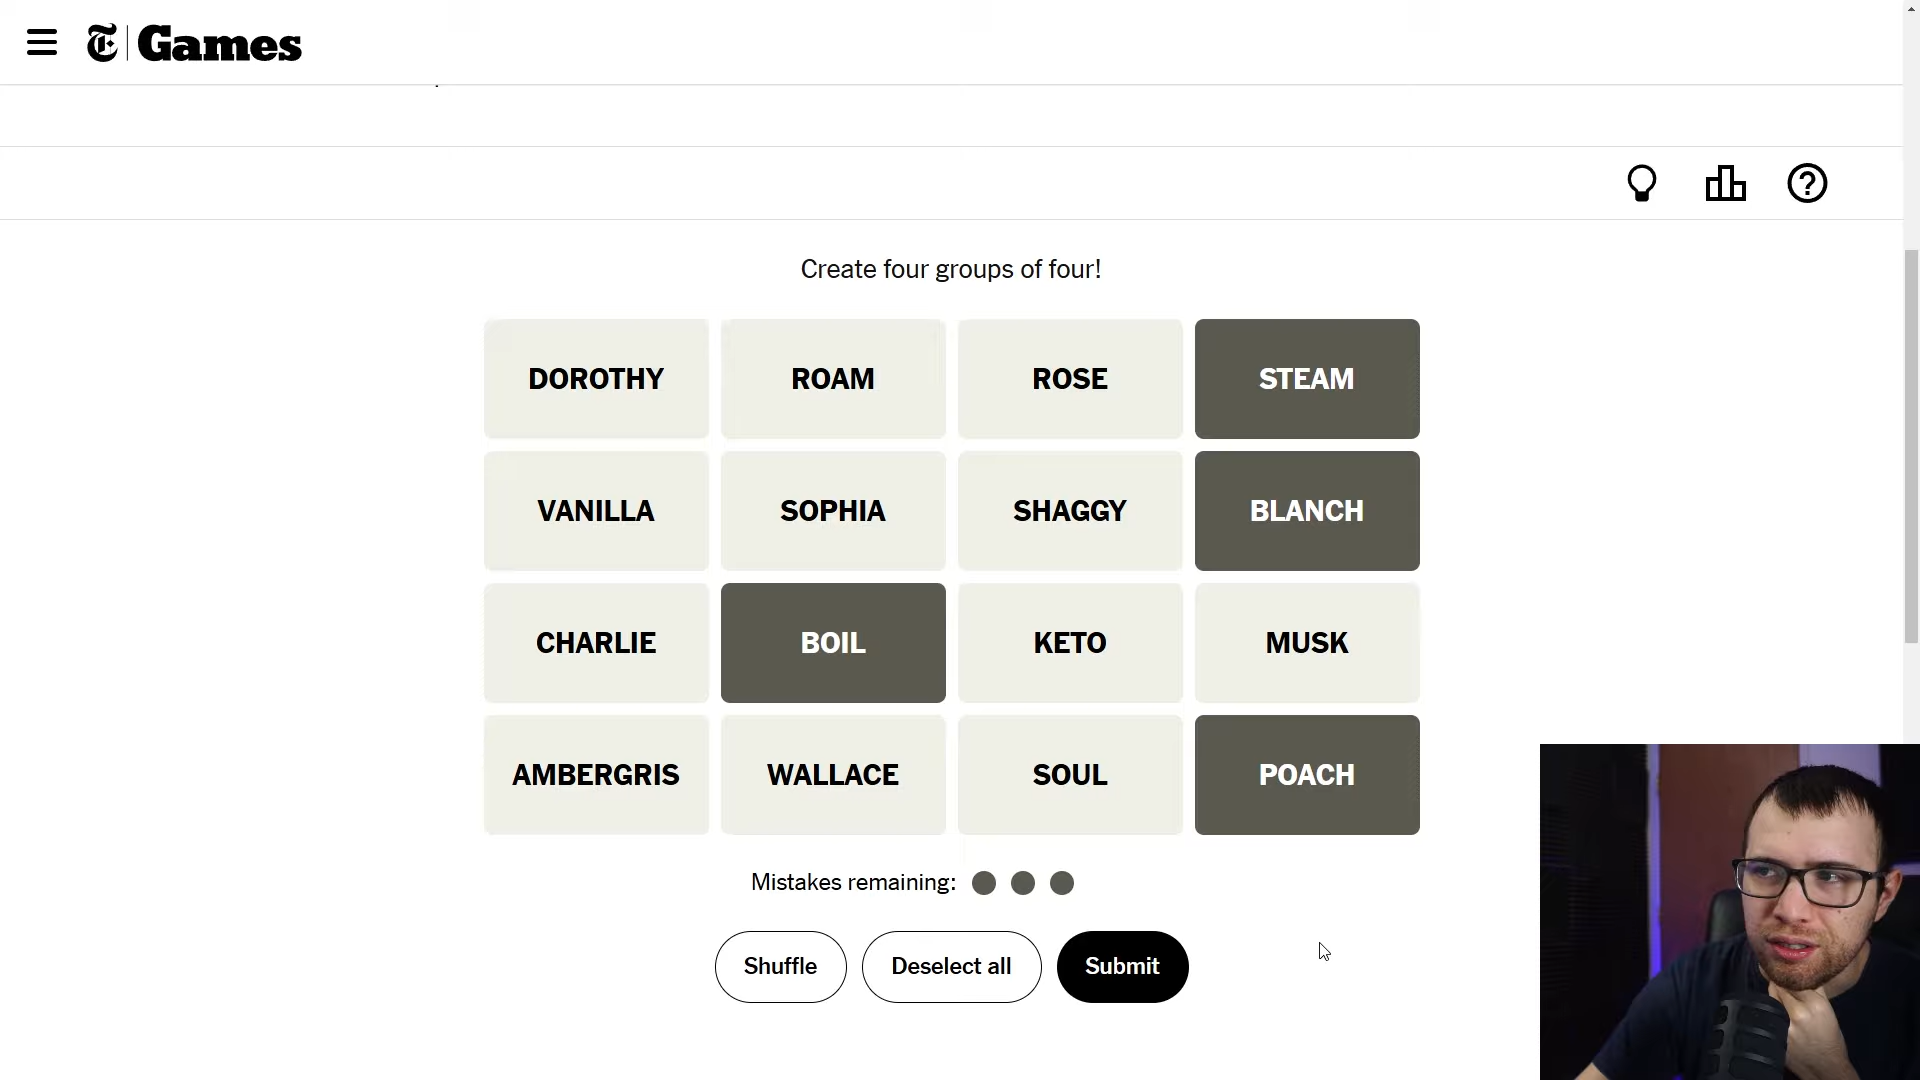 T Games
Create four groups of four!
DOROTHY ROAM ROSE STEAM
VANILLA SOPHIA SHAGGY BLANCH
CHARLIE BOIL KETO MUSK
AMBERGRIS WALLACE SOUL POACH
Mistakes remaining:
Shuffle Deselect all Submit